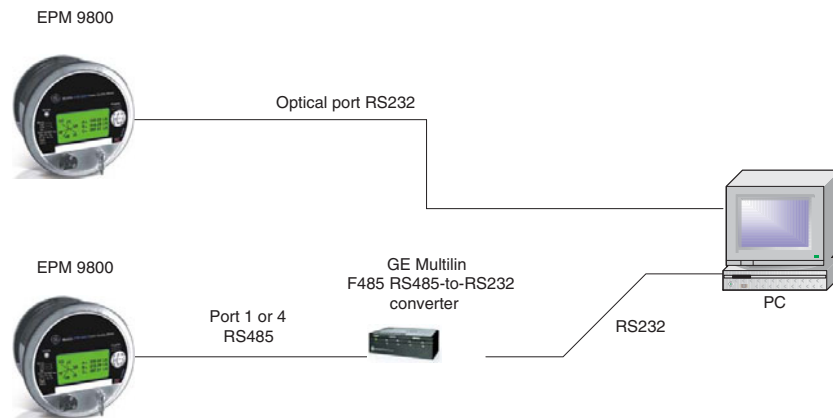 EPM 9800
Optical port RS232
EPM 9800
GE Multilin
F485 RS485-to-RS232
converter
Port 1 or 4
RS485
RS232
PC